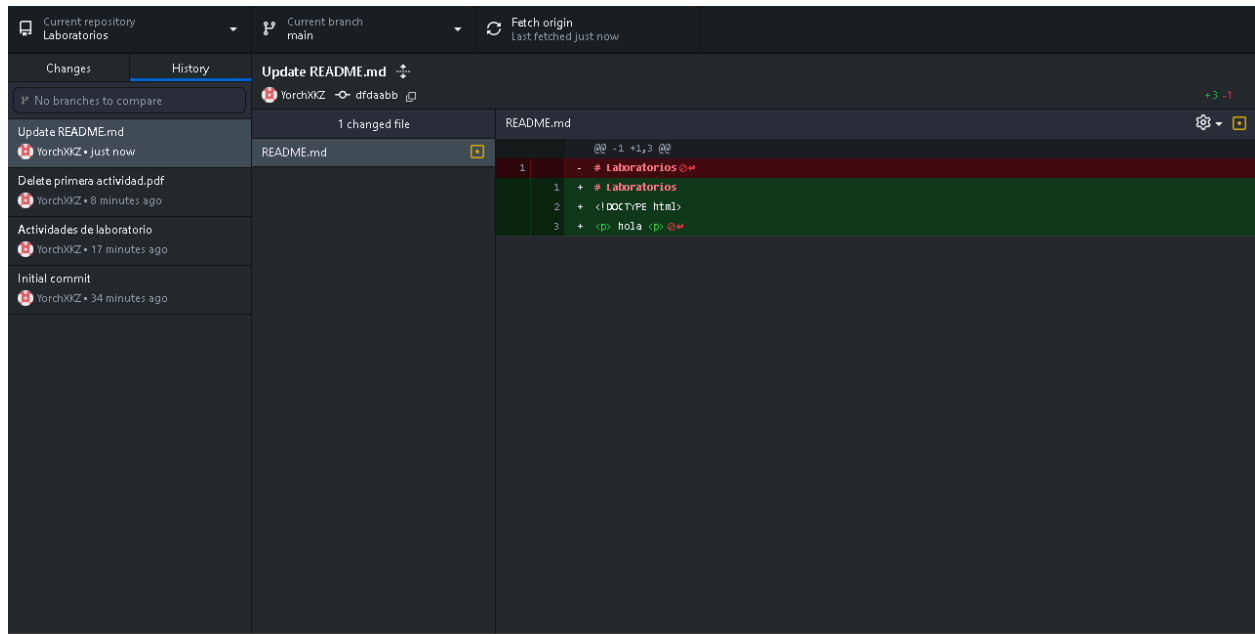 Current repository
Laboratorios
Current branch
main
Fetch origin
Last fetched just now
Changes
History
No branches to compare
Update README.md
YorchXKZ • just now
Delete primera actividad.pdf
YorchXKZ • 8 minutes ago
Actividades de laboratorio
YorchXKZ • 17 minutes ago
Initial commit
YorchXKZ • 34 minutes ago
Update README.md
YorchXKZ dfdaabb
+3 -1
1 changed file
README.md
README.md
@@ -1 +1,3 @@
1 - # Laboratorios
1 + # Laboratorios
2 + <!DOCTYPE html>
3 + <p> hola <p>